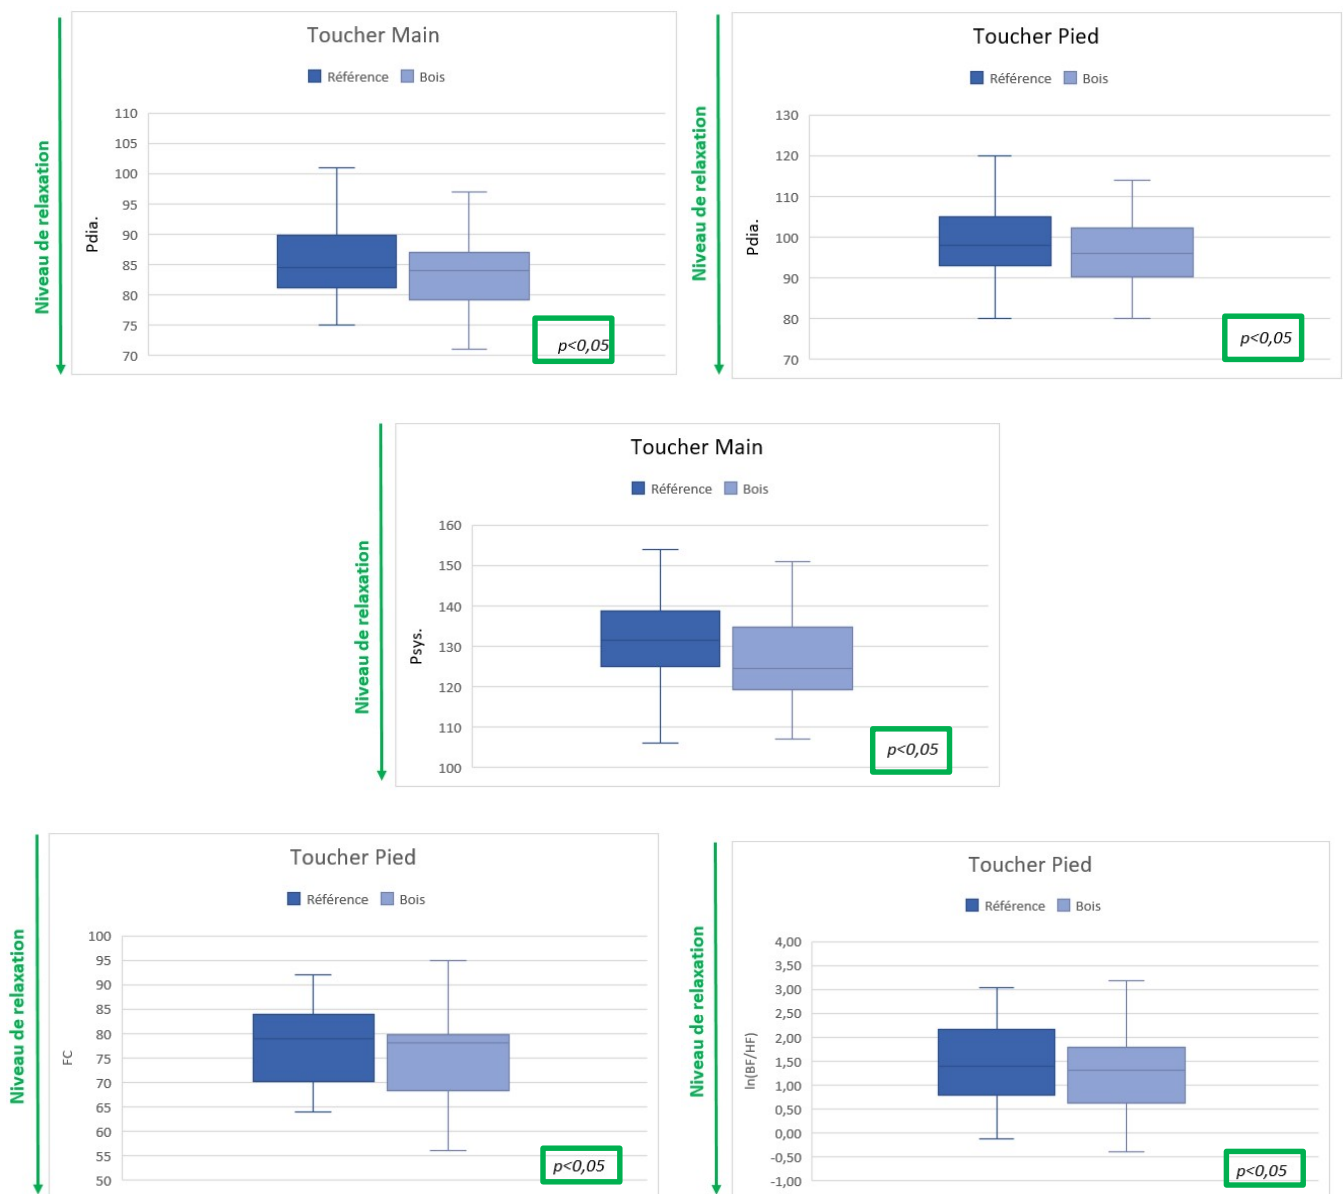 Toucher Main
Référence Bois
Niveau de relaxation
Pdia.
110
105
100
95
90
85
80
75
70
p<0,05
Toucher Pied
Référence Bois
Niveau de relaxation
Pdia.
130
120
110
100
90
80
70
p<0,05
Toucher Main
Référence Bois
Niveau de relaxation
Psys.
160
150
140
130
120
110
100
p<0,05
Toucher Pied
Référence Bois
Niveau de relaxation
FC
100
95
90
85
80
75
70
65
60
55
50
p<0,05
Toucher Pied
Référence Bois
Niveau de relaxation
ln(BF/HF)
4,00
3,50
3,00
2,50
2,00
1,50
1,00
0,50
0,00
-0,50
-1,00
p<0,05